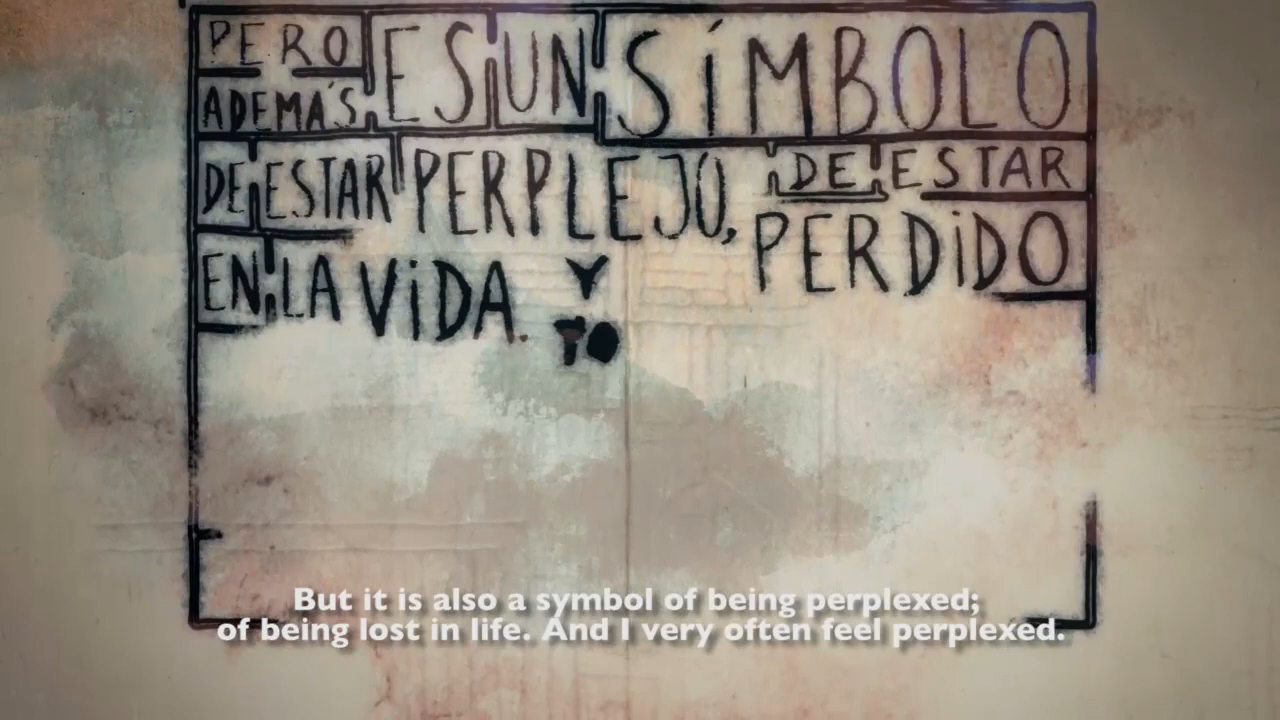 PERO ADEMÁS ES UN SÍMBOLO
DE ESTAR PERPLEJO, DE ESTAR PERDIDO
EN LA VIDA. Y
YO
But it is also a symbol of being perplexed;
of being lost in life. And I very often feel perplexed.